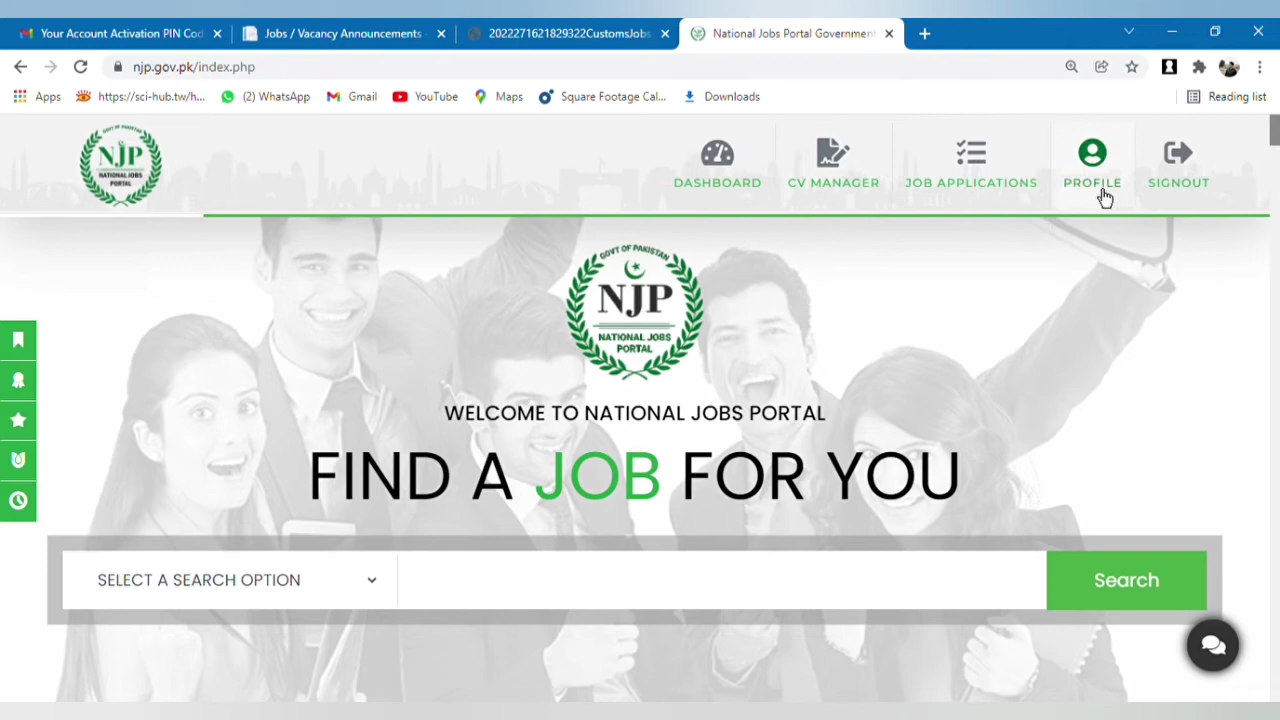 Your Account Activation PIN Cod
Jobs / Vacancy Announcements -
2022271621829322CustomsJobs
National Jobs Portal Government
njp.gov.pk/index.php
Apps
https://sci-hub.tw/h...
(2) WhatsApp
Gmail
YouTube
Maps
Square Footage Cal...
Downloads
Reading list
GOVT OF PAKISTAN
NJP
NATIONAL JOBS
PORTAL
DASHBOARD
CV MANAGER
JOB APPLICATIONS
PROFILE
SIGNOUT
GOVT OF PAKISTAN
NJP
NATIONAL JOBS
PORTAL
WELCOME TO NATIONAL JOBS PORTAL
FIND A JOB FOR YOU
SELECT A SEARCH OPTION
Search